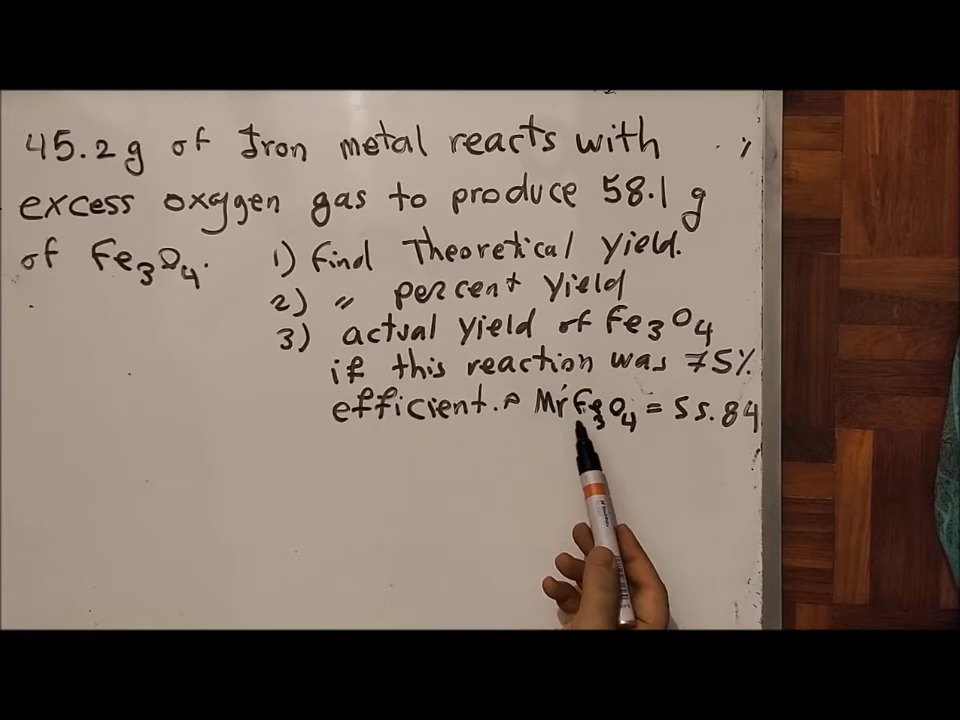 45.2g of Iron metal reacts with
excess oxygen gas to produce 58.1 g
of Fe3O4.
1) Find Theoretical Yield.
2) " percent Yield
3) actual yield of Fe3O4
if this reaction was 75%
efficient. Mr Fe3O4 = 55.84